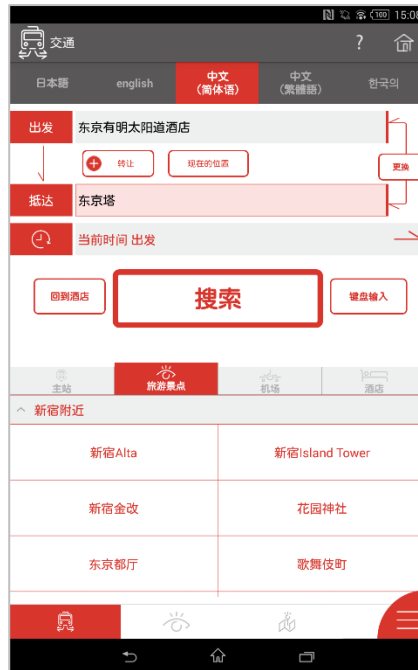 100 15:08
交通 ?
日本語 english 中文 中文 한국의
(简体语) (繁體語)
出发 东京有明太阳道酒店
转让 现在的位置 更换
抵达 东京塔
当前时间 出发
回到酒店 搜索 键盘输入
主站 旅游景点 机场 酒店
新宿附近
新宿Alta 新宿Island Tower
新宿金改 花园神社
东京都厅 歌舞伎町